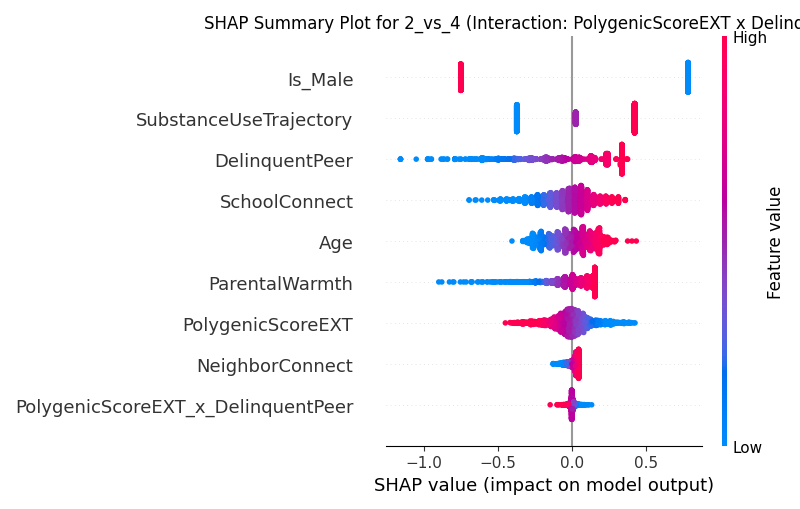 SHAP Summary Plot for 2_vs_4 (Interaction: PolygenicScoreEXT x Delinq
High
Is_Male
SubstanceUseTrajectory
DelinquentPeer
SchoolConnect
Age
ParentalWarmth
PolygenicScoreEXT
NeighborConnect
PolygenicScoreEXT_x_DelinquentPeer
Feature value
Low
−1.0 −0.5 0.0 0.5
SHAP value (impact on model output)